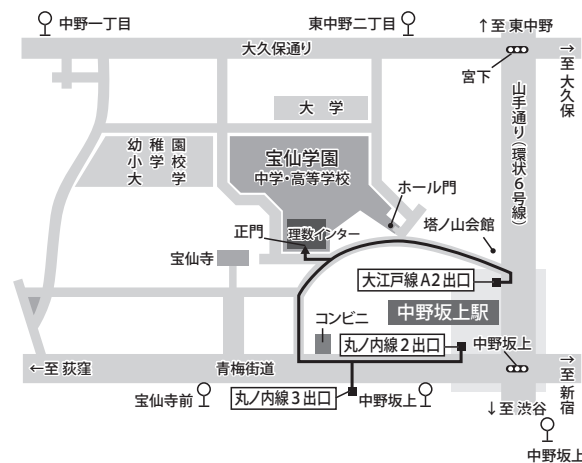 中野一丁目
東中野二丁目
↑至 東中野
大久保通り
→至 大久保
宮下
山手通り(環状6号線)
大 学
幼 稚 園
小 学 校
大 学
宝仙学園
中学・高等学校
ホール門
正門
理数インター
塔ノ山会館
宝仙寺
大江戸線A2出口
中野坂上駅
コンビニ
丸ノ内線2出口
中野坂上
←至 荻窪
青梅街道
→至 新宿
宝仙寺前
丸ノ内線3出口
中野坂上
↓至 渋谷
中野坂上